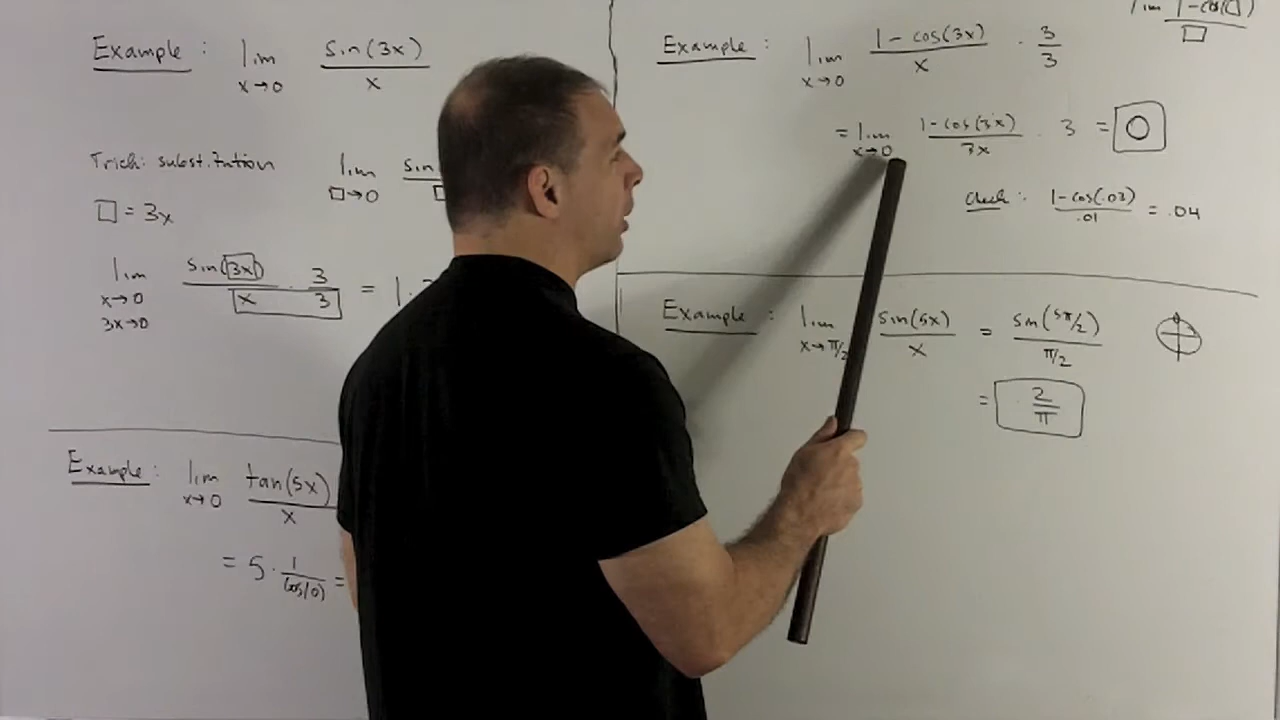 Example : lim x→0 sin(3x)/x
Trick: substitution lim □→0 sin
□ = 3x
lim x→0 3x→0 sin(3x)/x · 3/3 = 1 ·
Example : lim x→0 tan(5x)/x
= 5 · 1/cos(0) =
lim 1-cos(□)/□
Example : lim x→0 1-cos(3x)/x · 3/3
= lim x→0 1-cos(3x)/3x · 3 = 0
Check : 1-cos(.03)/.01 = .04
Example : lim x→π/2 sin(5x)/x = sin(5π/2)/π/2
= 2/π